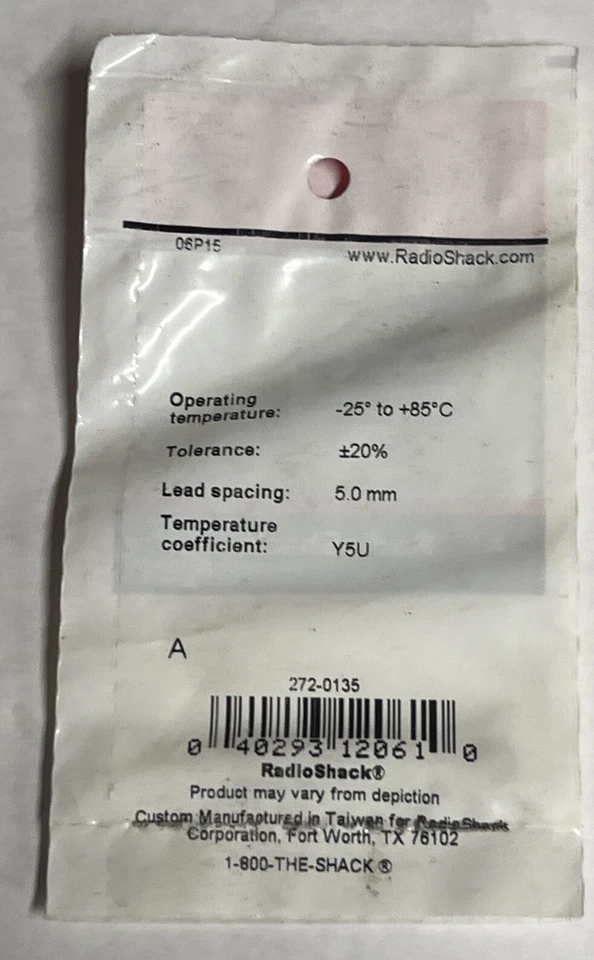 06P15
www.RadioShack.com
Operating
temperature: -25° to +85°C
Tolerance: ±20%
Lead spacing: 5.0 mm
Temperature
coefficient: Y5U
A
272-0135
0 40293 12061 0
RadioShack®
Product may vary from depiction
Custom Manufactured in Taiwan for RadioShack
Corporation, Fort Worth, TX 76102
1-800-THE-SHACK®